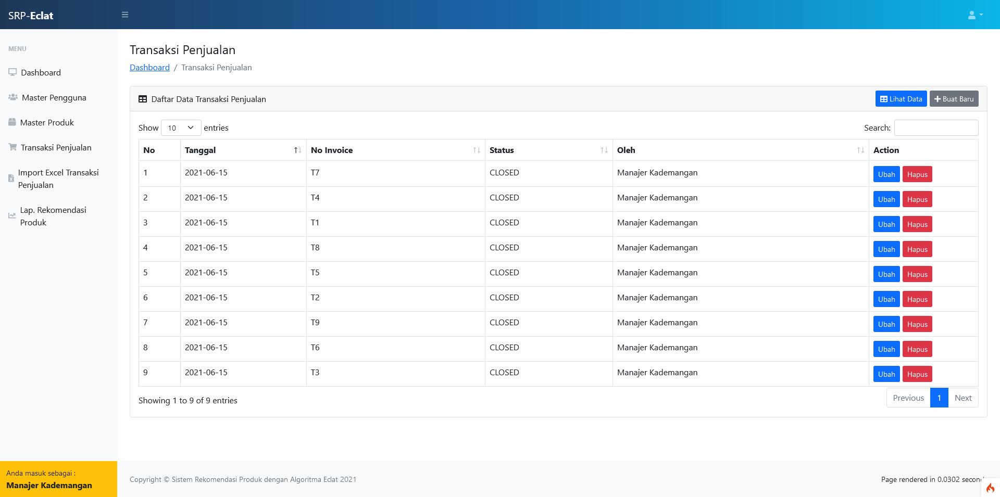 SRP-Eclat
MENU
Dashboard
Master Pengguna
Master Produk
Transaksi Penjualan
Import Excel Transaksi
Penjualan
Lap. Rekomendasi
Produk
Anda masuk sebagai :
Manajer Kademangan
Transaksi Penjualan
Dashboard / Transaksi Penjualan
Daftar Data Transaksi Penjualan
Lihat Data
Buat Baru
Show 10 entries
Search:
No Tanggal No Invoice Status Oleh Action
1 2021-06-15 T7 CLOSED Manajer Kademangan Ubah Hapus
2 2021-06-15 T4 CLOSED Manajer Kademangan Ubah Hapus
3 2021-06-15 T1 CLOSED Manajer Kademangan Ubah Hapus
4 2021-06-15 T8 CLOSED Manajer Kademangan Ubah Hapus
5 2021-06-15 T5 CLOSED Manajer Kademangan Ubah Hapus
6 2021-06-15 T2 CLOSED Manajer Kademangan Ubah Hapus
7 2021-06-15 T9 CLOSED Manajer Kademangan Ubah Hapus
8 2021-06-15 T6 CLOSED Manajer Kademangan Ubah Hapus
9 2021-06-15 T3 CLOSED Manajer Kademangan Ubah Hapus
Showing 1 to 9 of 9 entries
Previous 1 Next
Copyright © Sistem Rekomendasi Produk dengan Algoritma Eclat 2021
Page rendered in 0.0302 second